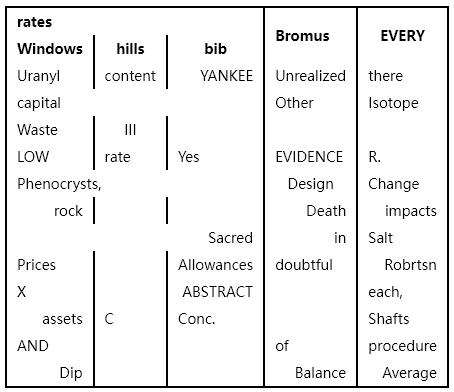 rates Bromus EVERY
Windows hills bib
Uranyl content YANKEE Unrealized there
capital Other Isotope
Waste III
LOW rate Yes EVIDENCE R.
Phenocrysts, Design Change
rock Death impacts
Sacred in Salt
Prices Allowances doubtful Robrtsn
X ABSTRACT each,
assets C Conc. Shafts
AND of procedure
Dip Balance Average